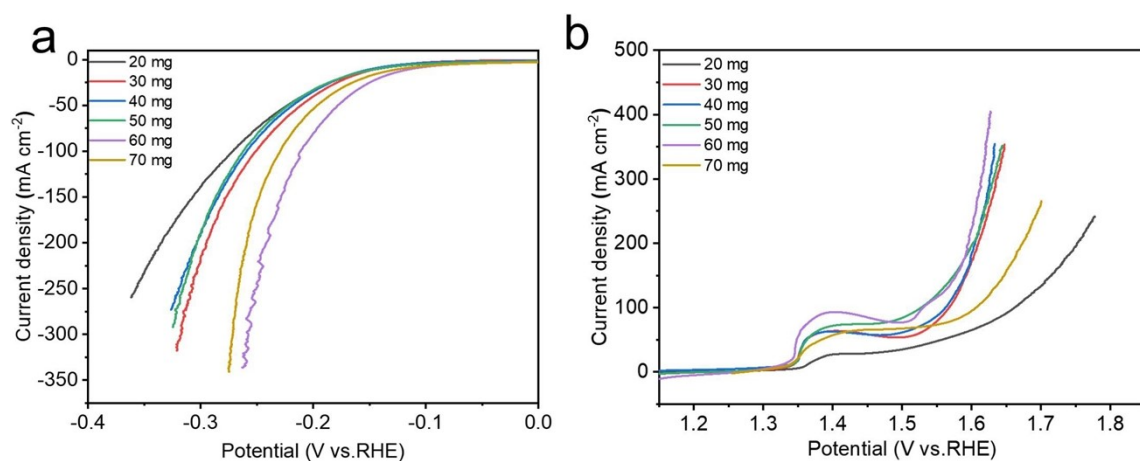 a
0
-50
-100
-150
-200
-250
-300
-350
Current density (mA cm-2)
20 mg
30 mg
40 mg
50 mg
60 mg
70 mg
-0.4
-0.3
-0.2
-0.1
0.0
Potential (V vs.RHE)
b
500
400
300
200
100
0
Current density (mA cm-2)
20 mg
30 mg
40 mg
50 mg
60 mg
70 mg
1.2
1.3
1.4
1.5
1.6
1.7
1.8
Potential (V vs.RHE)